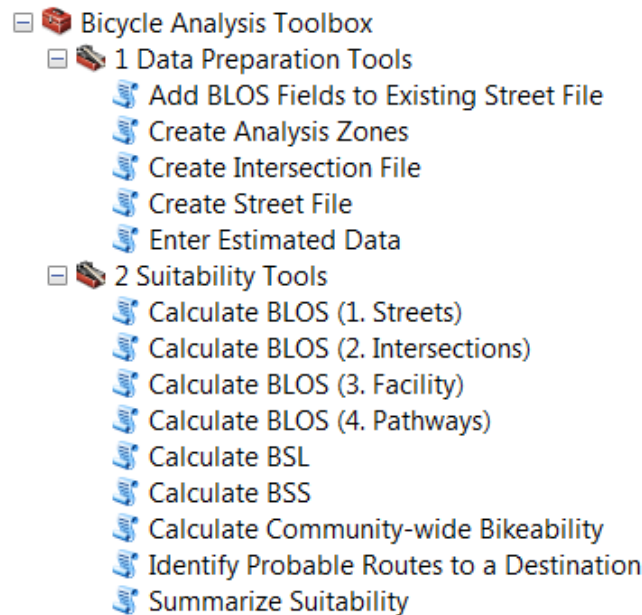 Bicycle Analysis Toolbox
1 Data Preparation Tools
Add BLOS Fields to Existing Street File
Create Analysis Zones
Create Intersection File
Create Street File
Enter Estimated Data
2 Suitability Tools
Calculate BLOS (1. Streets)
Calculate BLOS (2. Intersections)
Calculate BLOS (3. Facility)
Calculate BLOS (4. Pathways)
Calculate BSL
Calculate BSS
Calculate Community-wide Bikeability
Identify Probable Routes to a Destination
Summarize Suitability